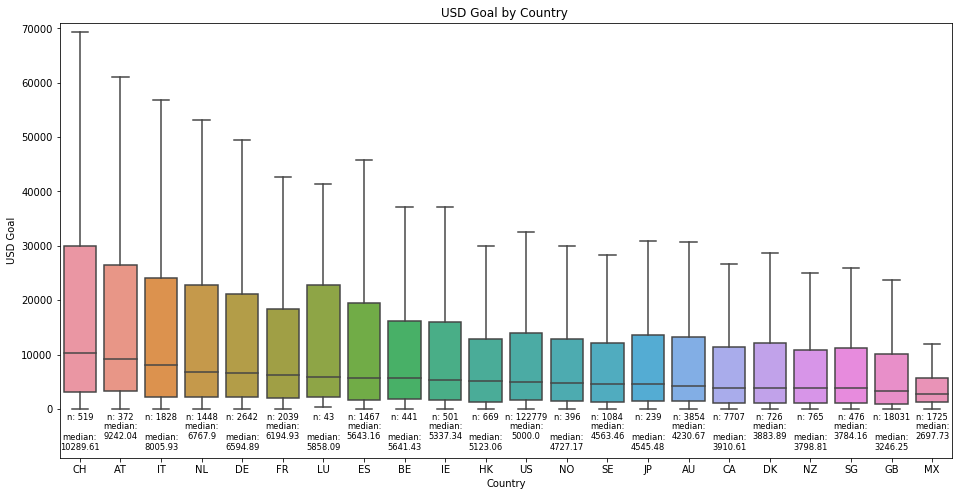 USD Goal by Country
USD Goal
70000
60000
50000
40000
30000
20000
10000
0
n: 519
median:
10289.61
n: 372
median:
9242.04
n: 1828
median:
8005.93
n: 1448
median:
6767.9
n: 2642
median:
6594.89
n: 2039
median:
6194.93
n: 43
median:
5858.09
n: 1467
median:
5643.16
n: 441
median:
5641.43
n: 501
median:
5337.34
n: 669
median:
5123.06
n: 122779
median:
5000.0
n: 396
median:
4727.17
n: 1084
median:
4563.46
n: 239
median:
4545.48
n: 3854
median:
4230.67
n: 7707
median:
3910.61
n: 726
median:
3883.89
n: 765
median:
3798.81
n: 476
median:
3784.16
n: 18031
median:
3246.25
n: 1725
median:
2697.73
CH AT IT NL DE FR LU ES BE IE HK US NO SE JP AU CA DK NZ SG GB MX
Country